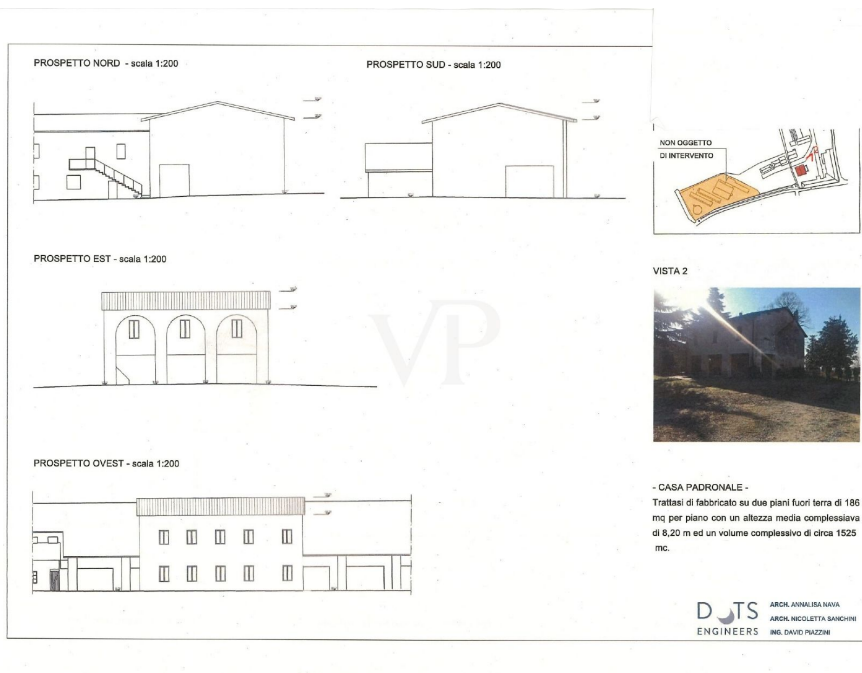 PROSPETTO NORD - scala 1:200
PROSPETTO SUD - scala 1:200
NON OGGETTO
DI INTERVENTO
PROSPETTO EST - scala 1:200
VISTA 2
VP
PROSPETTO OVEST - scala 1:200
- CASA PADRONALE -
Trattasi di fabbricato su due piani fuori terra di 186
mq per piano con un altezza media complessiava
di 8,20 m ed un volume complessivo di circa 1525
mc.
DOTS
ENGINEERS
ARCH. ANNALISA NAVA
ARCH. NICOLETTA SANCHINI
ING. DAVID PIAZZINI